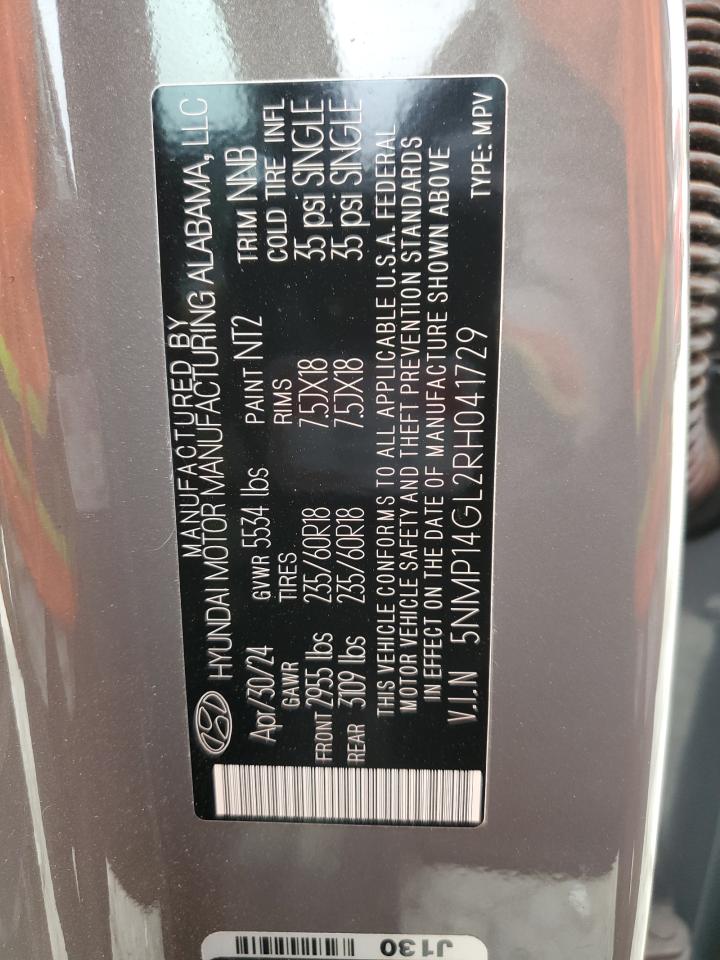 MANUFACTURED BY
HYUNDAI MOTOR MANUFACTURING ALABAMA, LLC
Apr/30/24 GVWR 5534 lbs PAINT NT2 TRIM NNB
GAWR TIRES RIMS COLD TIRE INFL
FRONT 2955 lbs 235/60R18 7.5JX18 35 psi SINGLE
REAR 3109 lbs 235/60R18 7.5JX18 35 psi SINGLE
THIS VEHICLE CONFORMS TO ALL APPLICABLE U.S.A. FEDERAL
MOTOR VEHICLE SAFETY AND THEFT PREVENTION STANDARDS
IN EFFECT ON THE DATE OF MANUFACTURE SHOWN ABOVE
V.I.N 5NMP14GL2RH041729 TYPE: MPV
J130